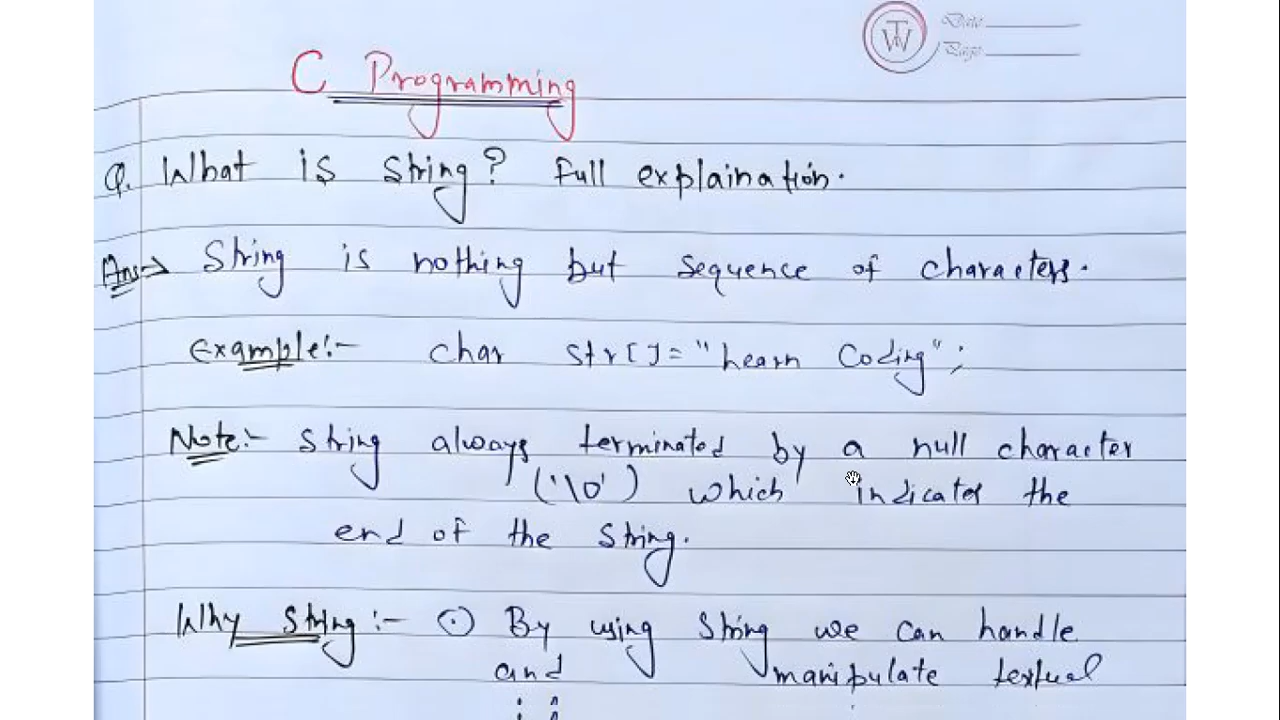 TW
Date
Page
C Programming
Q. What is string? Full explaination.
Ans→ String is nothing but sequence of characters.
Example:- char str[]="Learn Coding";
Note:- String always terminated by a null character
('\0') which indicates the
end of the string.
Why String:- ⊙ By using string we can handle
and manipulate textual